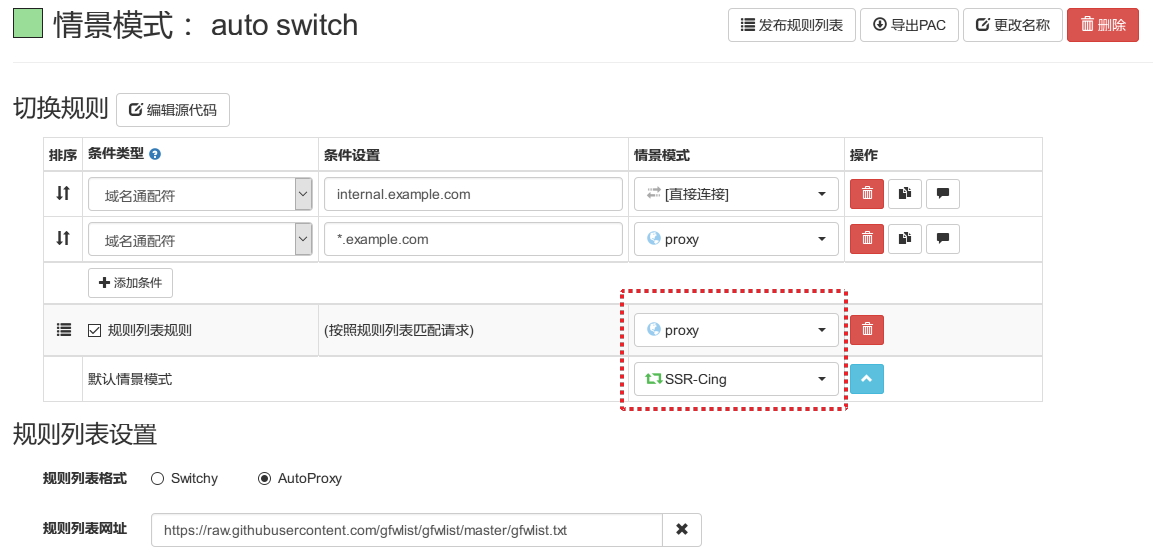 情景模式： auto switch
发布规则列表 导出PAC 更改名称 删除
切换规则 编辑源代码
排序 条件类型 条件设置 情景模式 操作
域名通配符 internal.example.com [直接连接]
域名通配符 *.example.com proxy
添加条件
规则列表规则 (按照规则列表匹配请求) proxy
默认情景模式 SSR-Cing
规则列表设置
规则列表格式 Switchy AutoProxy
规则列表网址 https://raw.githubusercontent.com/gfwlist/gfwlist/master/gfwlist.txt